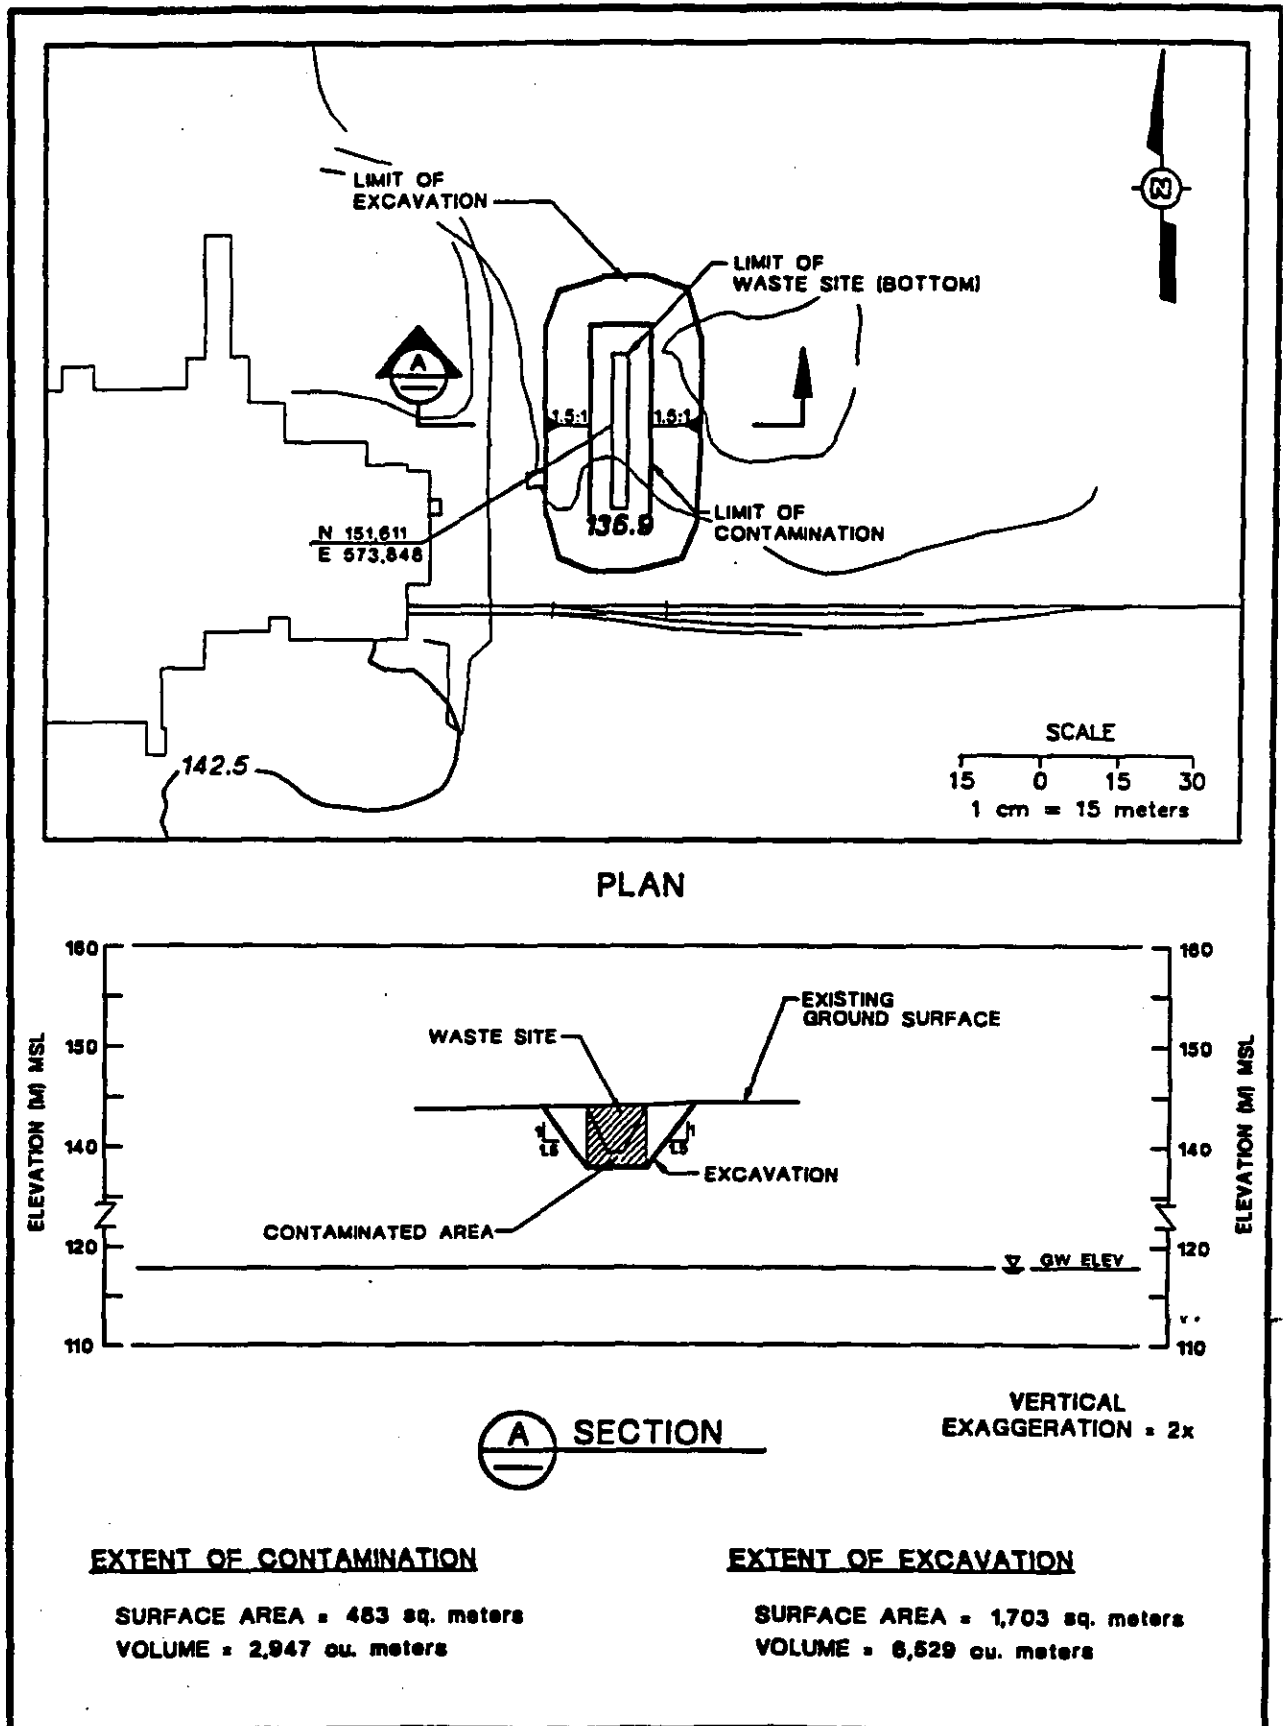 LIMIT OF
EXCAVATION
LIMIT OF
WASTE SITE (BOTTOM)
N
A
1.5:1
1.5:1
136.9
LIMIT OF
CONTAMINATION
N 151,611
E 573,848
142.5
SCALE
15 0 15 30
1 cm = 15 meters
PLAN
160
150
140
120
110
ELEVATION (M) MSL
WASTE SITE
EXISTING
GROUND SURFACE
1
1.5
1
1.5
EXCAVATION
CONTAMINATED AREA
GW ELEV
160
150
140
120
110
ELEVATION (M) MSL
A SECTION
VERTICAL
EXAGGERATION = 2x
EXTENT OF CONTAMINATION
SURFACE AREA = 483 sq. meters
VOLUME = 2,947 cu. meters
EXTENT OF EXCAVATION
SURFACE AREA = 1,703 sq. meters
VOLUME = 6,529 cu. meters